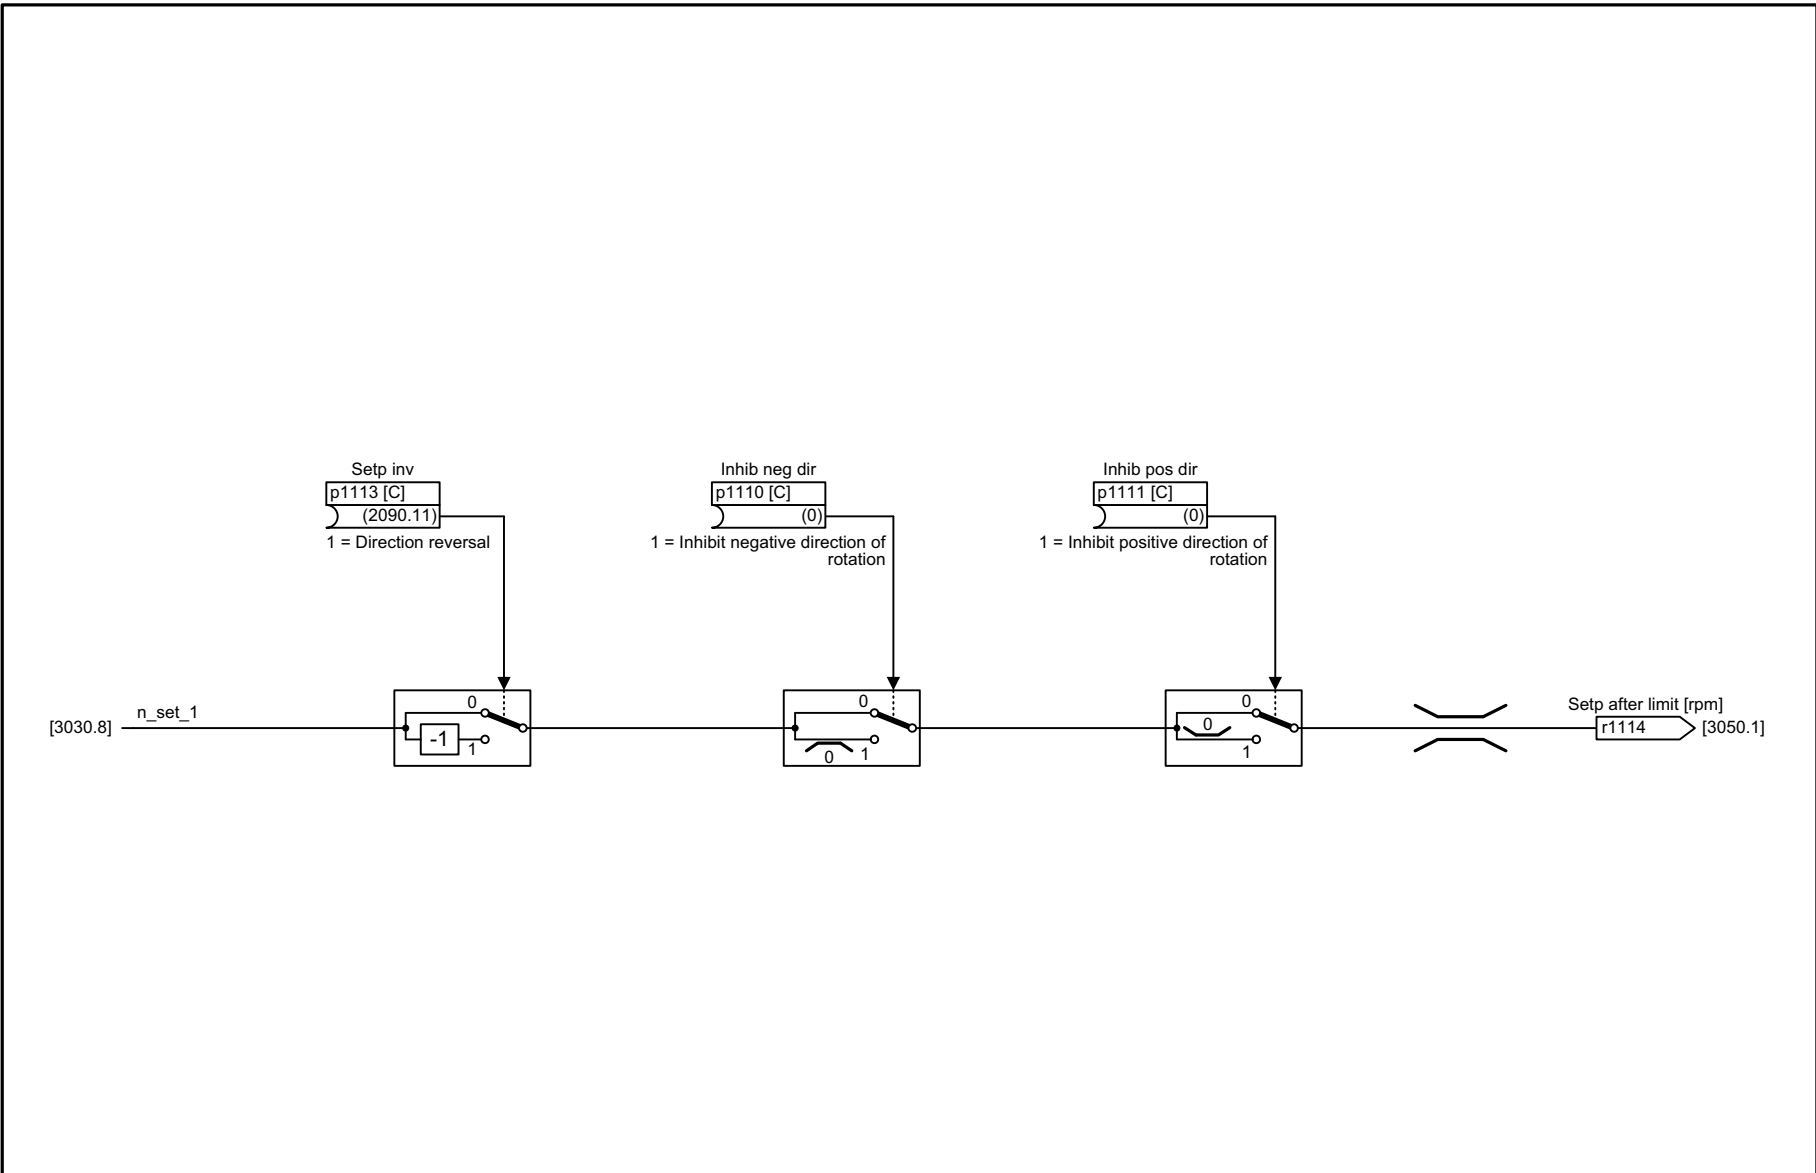 Setp inv
p1113 [C]
(2090.11)
1 = Direction reversal
Inhib neg dir
p1110 [C]
(0)
1 = Inhibit negative direction of
rotation
Inhib pos dir
p1111 [C]
(0)
1 = Inhibit positive direction of
rotation
[3030.8]
n_set_1
0
-1
1
0
0
1
0
0
1
Setp after limit [rpm]
r1114
[3050.1]